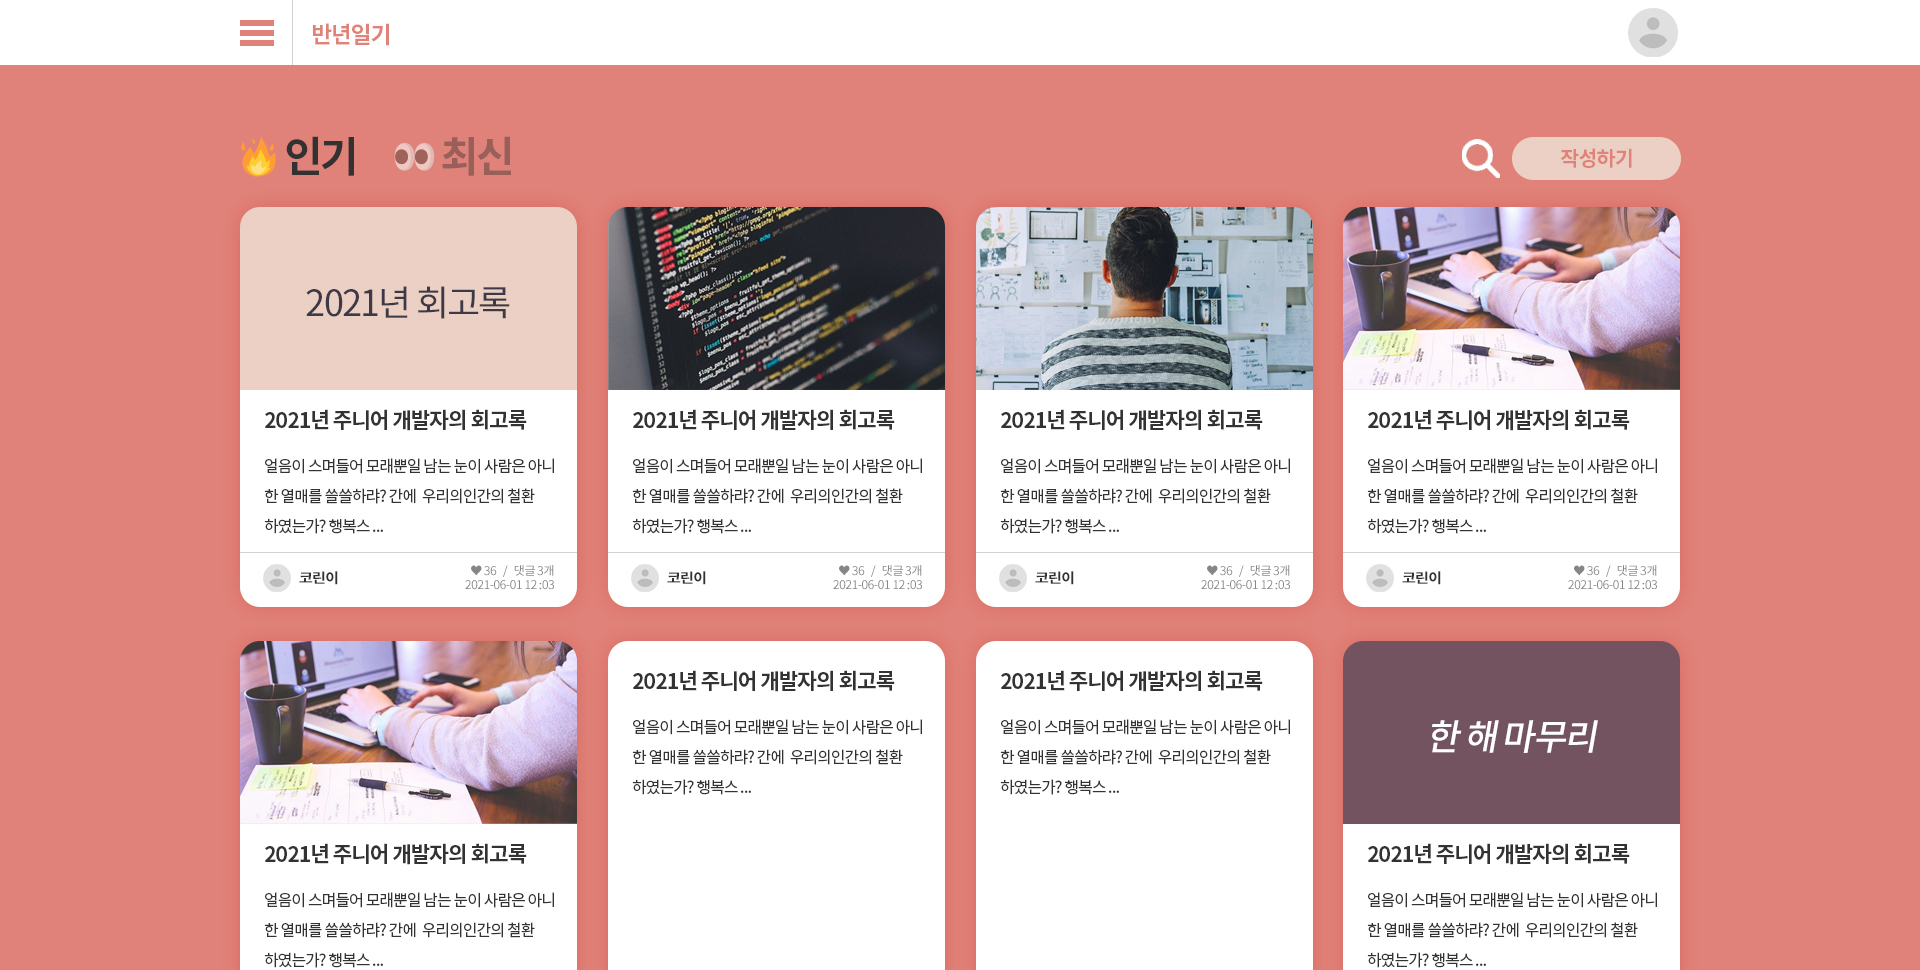 반년일기
인기
최신
작성하기
2021년 회고록
2021년 주니어 개발자의 회고록
얼음이 스며들어 모래뿐일 남는 눈이 사람은 아니
한 열매를 쓸쓸하랴? 간에  우리의인간의 철환
하였는가? 행복스 ...
코린이
36 / 댓글 3개
2021-06-01 12 :03
2021년 주니어 개발자의 회고록
얼음이 스며들어 모래뿐일 남는 눈이 사람은 아니
한 열매를 쓸쓸하랴? 간에  우리의인간의 철환
하였는가? 행복스 ...
코린이
36 / 댓글 3개
2021-06-01 12 :03
2021년 주니어 개발자의 회고록
얼음이 스며들어 모래뿐일 남는 눈이 사람은 아니
한 열매를 쓸쓸하랴? 간에  우리의인간의 철환
하였는가? 행복스 ...
코린이
36 / 댓글 3개
2021-06-01 12 :03
2021년 주니어 개발자의 회고록
얼음이 스며들어 모래뿐일 남는 눈이 사람은 아니
한 열매를 쓸쓸하랴? 간에  우리의인간의 철환
하였는가? 행복스 ...
코린이
36 / 댓글 3개
2021-06-01 12 :03
2021년 주니어 개발자의 회고록
얼음이 스며들어 모래뿐일 남는 눈이 사람은 아니
한 열매를 쓸쓸하랴? 간에  우리의인간의 철환
하였는가? 행복스 ...
2021년 주니어 개발자의 회고록
얼음이 스며들어 모래뿐일 남는 눈이 사람은 아니
한 열매를 쓸쓸하랴? 간에  우리의인간의 철환
하였는가? 행복스 ...
2021년 주니어 개발자의 회고록
얼음이 스며들어 모래뿐일 남는 눈이 사람은 아니
한 열매를 쓸쓸하랴? 간에  우리의인간의 철환
하였는가? 행복스 ...
한 해 마무리
2021년 주니어 개발자의 회고록
얼음이 스며들어 모래뿐일 남는 눈이 사람은 아니
한 열매를 쓸쓸하랴? 간에  우리의인간의 철환
하였는가? 행복스 ...